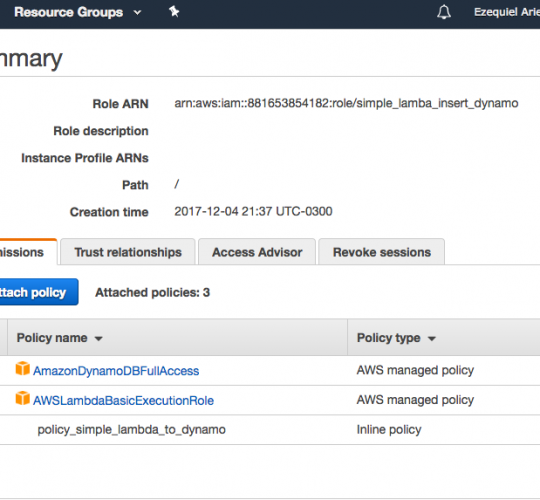 Resource Groups Ezequiel Arie
mmary
Role ARN arn:aws:iam::881653854182:role/simple_lamba_insert_dynamo
Role description
Instance Profile ARNs
Path /
Creation time 2017-12-04 21:37 UTC-0300
nissions Trust relationships Access Advisor Revoke sessions
ttach policy Attached policies: 3
Policy name Policy type
AmazonDynamoDBFullAccess AWS managed policy
AWSLambdaBasicExecutionRole AWS managed policy
policy_simple_lambda_to_dynamo Inline policy